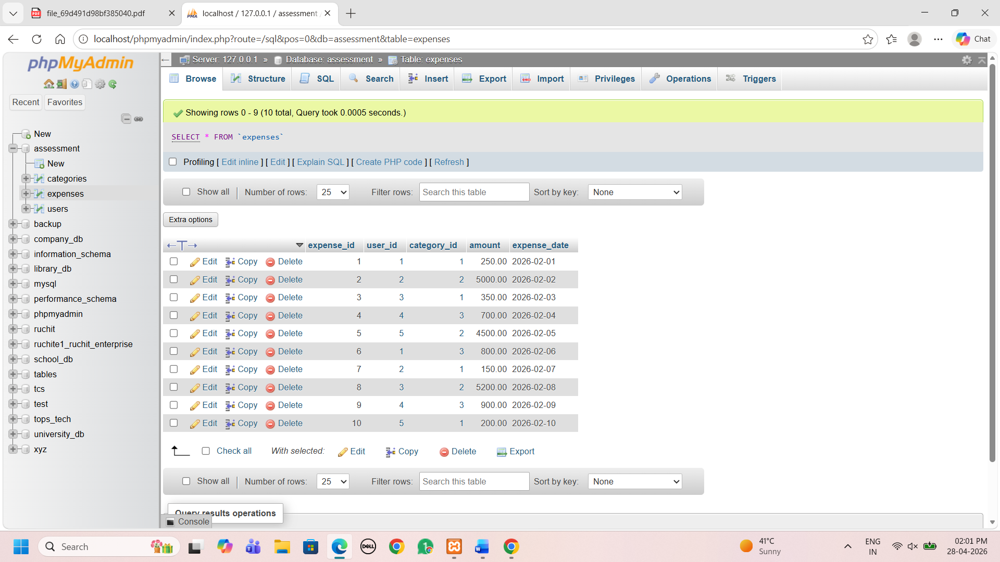 file_69d491d98bf385040.pdf
localhost / 127.0.0.1 / assessment
localhost/phpmyadmin/index.php?route=/sql&pos=0&db=assessment&table=expenses
Chat
phpMyAdmin
Recent Favorites
New
assessment
New
categories
expenses
users
backup
company_db
information_schema
library_db
mysql
performance_schema
phpmyadmin
ruchit
ruchite1_ruchit_enterprise
school_db
tables
tcs
test
tops_tech
university_db
xyz
Server: 127.0.0.1 » Database: assessment » Table: expenses
Browse Structure SQL Search Insert Export Import Privileges Operations Triggers
Showing rows 0 - 9 (10 total, Query took 0.0005 seconds.)
SELECT * FROM `expenses`
Profiling [ Edit inline ] [ Edit ] [ Explain SQL ] [ Create PHP code ] [ Refresh ]
Show all Number of rows: 25 Filter rows: Search this table Sort by key: None
Extra options
expense_id user_id category_id amount expense_date
Edit Copy Delete 1 1 1 250.00 2026-02-01
Edit Copy Delete 2 2 2 5000.00 2026-02-02
Edit Copy Delete 3 3 1 350.00 2026-02-03
Edit Copy Delete 4 4 3 700.00 2026-02-04
Edit Copy Delete 5 5 2 4500.00 2026-02-05
Edit Copy Delete 6 1 3 800.00 2026-02-06
Edit Copy Delete 7 2 1 150.00 2026-02-07
Edit Copy Delete 8 3 2 5200.00 2026-02-08
Edit Copy Delete 9 4 3 900.00 2026-02-09
Edit Copy Delete 10 5 1 200.00 2026-02-10
Check all With selected: Edit Copy Delete Export
Show all Number of rows: 25 Filter rows: Search this table Sort by key: None
Query results operations
Console
Search
DELL
41°C
Sunny
ENG
IN
02:01 PM
28-04-2026